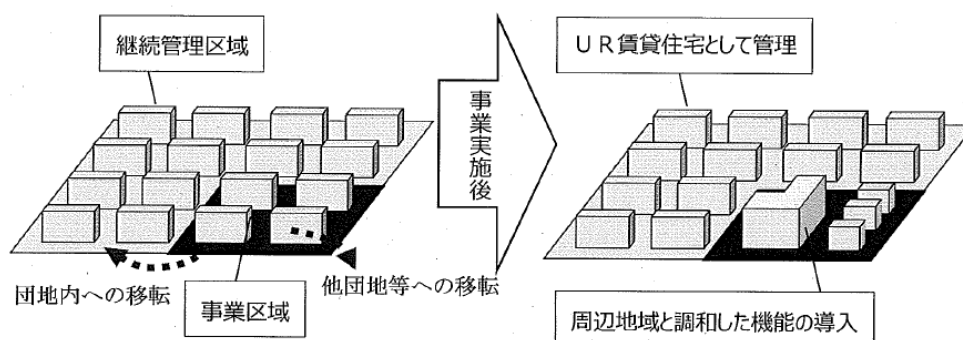 継続管理区域
団地内への移転
事業区域
他団地等への移転
事業実施後
UR賃貸住宅として管理
周辺地域と調和した機能の導入